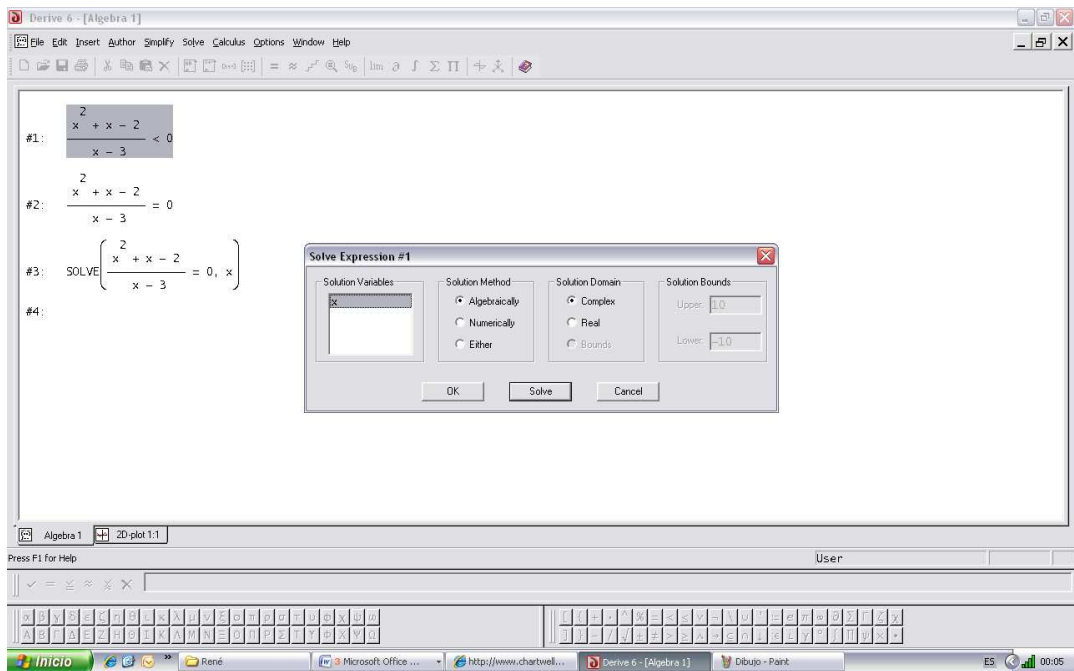 Derive 6 - [Algebra 1]
File Edit Insert Author Simplify Solve Calculus Options Window Help
= ≈ Sub lim ∂ ∫ Σ Π
#1: (x^2 + x - 2)/(x - 3) < 0
#2: (x^2 + x - 2)/(x - 3) = 0
#3: SOLVE((x^2 + x - 2)/(x - 3) = 0, x)
#4:
Solve Expression #1
Solution Variables
x
Solution Method
Algebraically
Numerically
Either
Solution Domain
Complex
Real
Bounds
Solution Bounds
Upper: 10
Lower: -10
OK Solve Cancel
Algebra 1 2D-plot 1:1
Press F1 for Help User
α β γ δ ε ζ η θ ι κ λ μ ν ξ ο π ρ σ τ υ φ χ ψ ω
Α Β Γ Δ Ε Ζ Η Θ Ι Κ Λ Μ Ν Ξ Ο Π Ρ Σ Τ Υ Φ Χ Ψ Ω
Inicio » René 3 Microsoft Office ... http://www.chartwell... Derive 6 - [Algebra 1] Dibujo - Paint ES 00:05